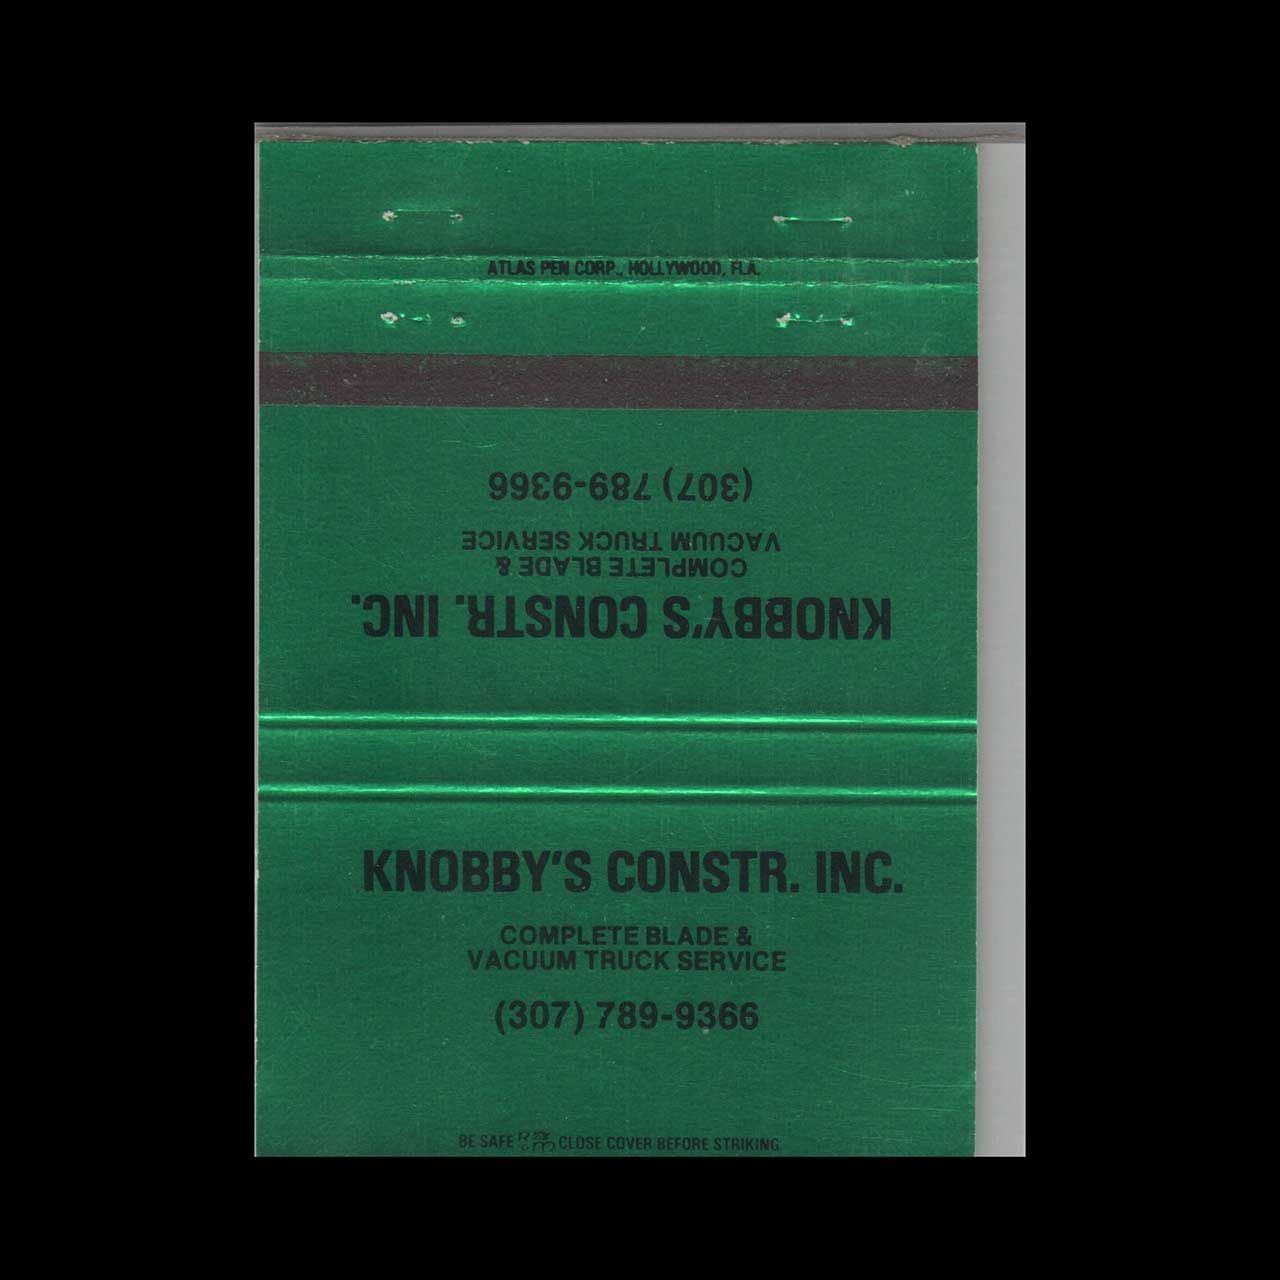 ATLAS PEN CORP., HOLLYWOOD, FLA.
(307) 789-9366
VACUUM TRUCK SERVICE
COMPLETE BLADE &
KNOBBY'S CONSTR. INC.
KNOBBY'S CONSTR. INC.
COMPLETE BLADE &
VACUUM TRUCK SERVICE
(307) 789-9366
BE SAFE CLOSE COVER BEFORE STRIKING